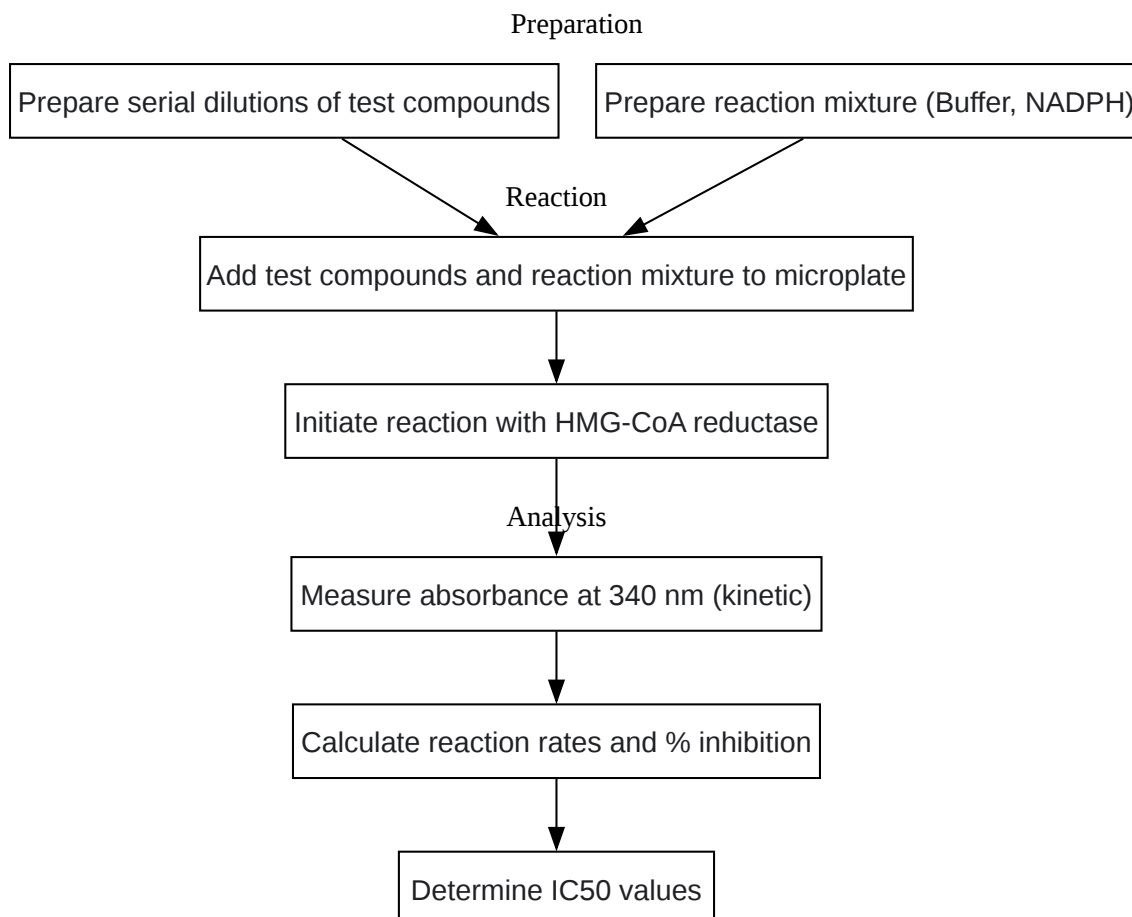 Preparation
Prepare serial dilutions of test compounds
Prepare reaction mixture (Buffer, NADPH)
Reaction
Add test compounds and reaction mixture to microplate
Initiate reaction with HMG-CoA reductase
Analysis
Measure absorbance at 340 nm (kinetic)
Calculate reaction rates and % inhibition
Determine IC50 values